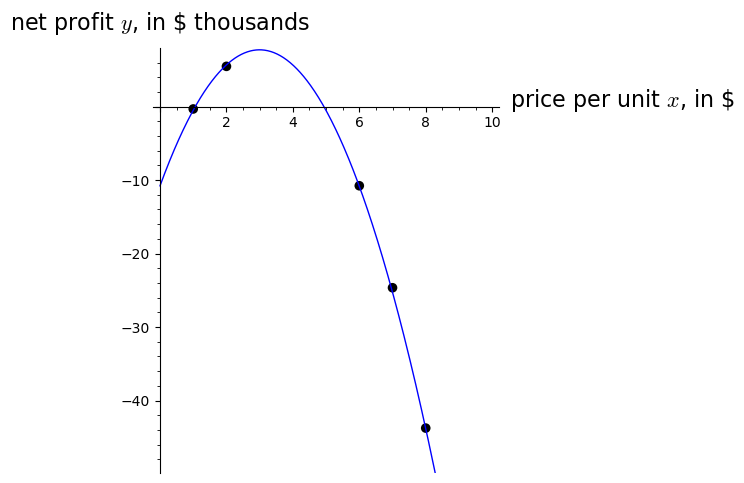 net profit y, in $ thousands
price per unit x, in $
2 4 6 8 10
−10
−20
−30
−40